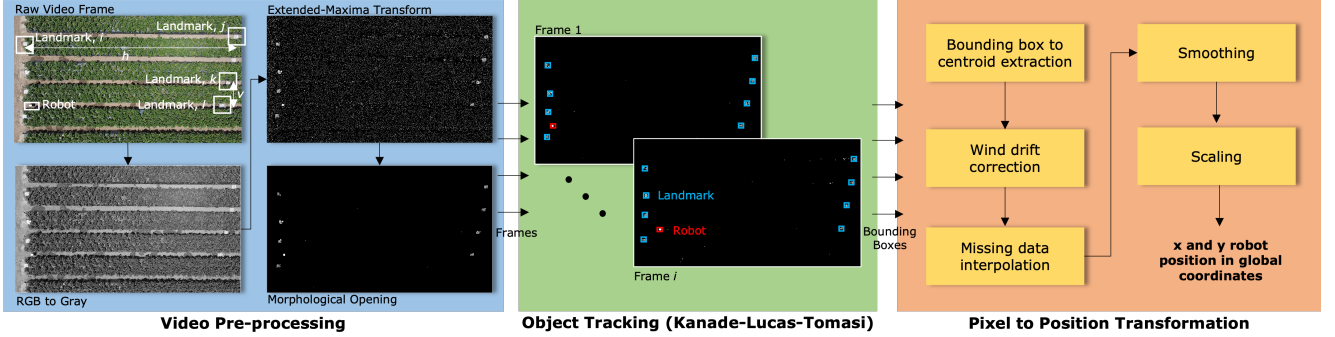 Raw Video Frame
Landmark, j
Landmark, i
h
Landmark, k
v
Robot
Landmark, l
RGB to Gray
Extended-Maxima Transform
Morphological Opening
Frames
Video Pre-processing
Frame 1
Landmark
Robot
Frame i
Bounding
Boxes
Object Tracking (Kanade-Lucas-Tomasi)
Bounding box to
centroid extraction
Wind drift
correction
Missing data
interpolation
Smoothing
Scaling
x and y robot
position in global
coordinates
Pixel to Position Transformation